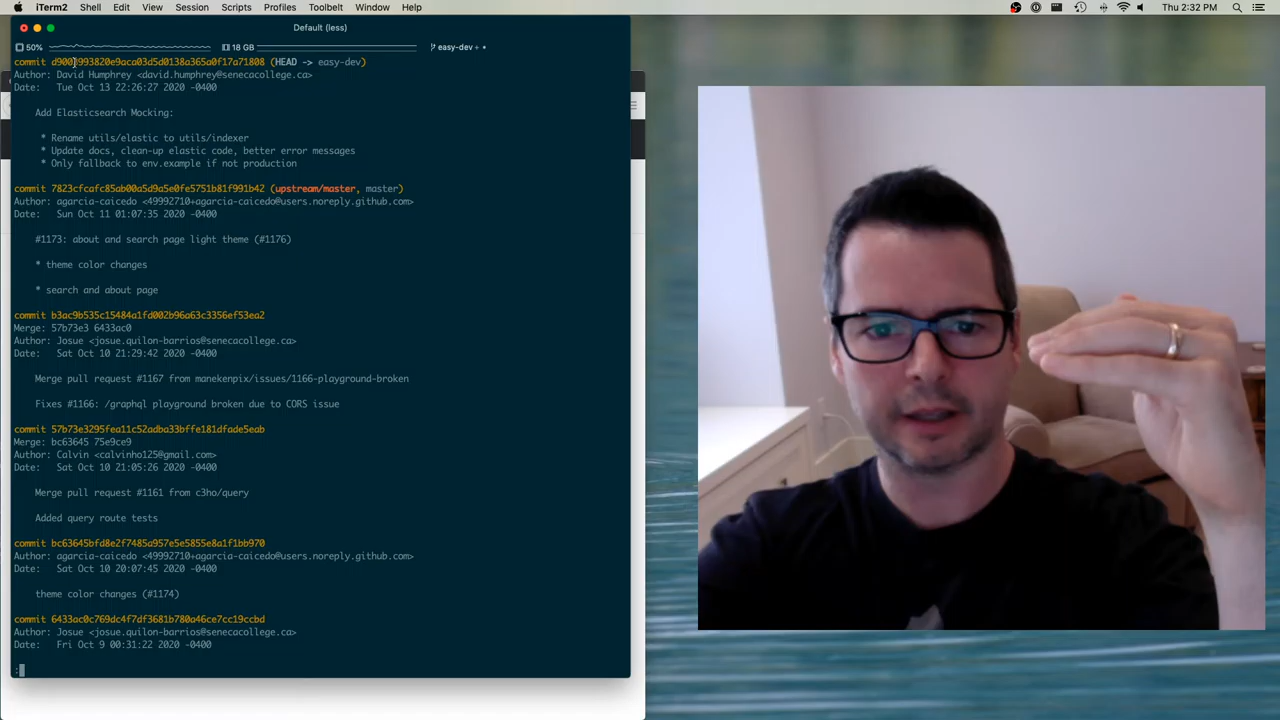 iTerm2 Shell Edit View Session Scripts Profiles Toolbelt Window Help
Thu 2:32 PM
Default (less)
50%
18 GB
easy-dev + •
commit d9008993820e9aca03d5d0138a365a0f17a71808 (HEAD -> easy-dev)
Author: David Humphrey <david.humphrey@senecacollege.ca>
Date: Tue Oct 13 22:26:27 2020 -0400
Add Elasticsearch Mocking:
* Rename utils/elastic to utils/indexer
* Update docs, clean-up elastic code, better error messages
* Only fallback to env.example if not production
commit 7823cfcafc85ab00a5d9a5e0fe5751b81f991b42 (upstream/master, master)
Author: agarcia-caicedo <49992710+agarcia-caicedo@users.noreply.github.com>
Date: Sun Oct 11 01:07:35 2020 -0400
#1173: about and search page light theme (#1176)
* theme color changes
* search and about page
commit b3ac9b535c15484a1fd002b96a63c3356ef53ea2
Merge: 57b73e3 6433ac0
Author: Josue <josue.quilon-barrios@senecacollege.ca>
Date: Sat Oct 10 21:29:42 2020 -0400
Merge pull request #1167 from manekenpix/issues/1166-playground-broken
Fixes #1166: /graphql playground broken due to CORS issue
commit 57b73e3295fea11c52adba33bffe181dfade5eab
Merge: bc63645 75e9ce9
Author: Calvin <calvinho125@gmail.com>
Date: Sat Oct 10 21:05:26 2020 -0400
Merge pull request #1161 from c3ho/query
Added query route tests
commit bc63645bfd8e2f7485a957e5e5855e8a1f1bb970
Author: agarcia-caicedo <49992710+agarcia-caicedo@users.noreply.github.com>
Date: Sat Oct 10 20:07:45 2020 -0400
theme color changes (#1174)
commit 6433ac0c769dc4f7df3681b780a46ce7cc19ccbd
Author: Josue <josue.quilon-barrios@senecacollege.ca>
Date: Fri Oct 9 00:31:22 2020 -0400
: